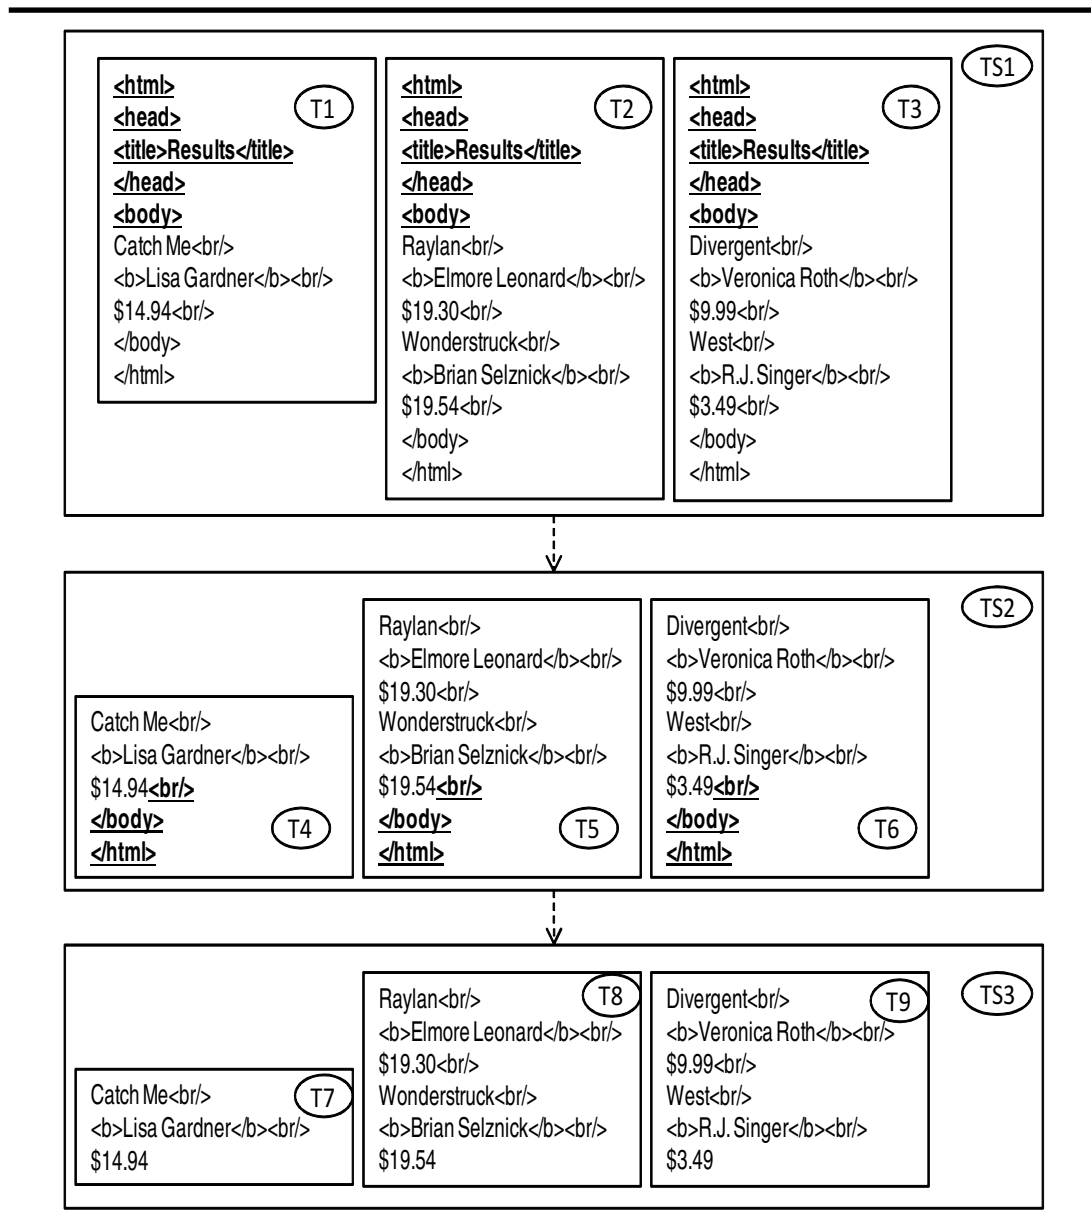 TS1
T1
<html>
<head>
<title>Results</title>
</head>
<body>
Catch Me<br/>
<b>Lisa Gardner</b><br/>
$14.94<br/>
</body>
</html>
T2
<html>
<head>
<title>Results</title>
</head>
<body>
Raylan<br/>
<b>Elmore Leonard</b><br/>
$19.30<br/>
Wonderstruck<br/>
<b>Brian Selznick</b><br/>
$19.54<br/>
</body>
</html>
T3
<html>
<head>
<title>Results</title>
</head>
<body>
Divergent<br/>
<b>Veronica Roth</b><br/>
$9.99<br/>
West<br/>
<b>R.J. Singer</b><br/>
$3.49<br/>
</body>
</html>
TS2
Catch Me<br/>
<b>Lisa Gardner</b><br/>
$14.94<br/>
</body>
</html>
T4
Raylan<br/>
<b>Elmore Leonard</b><br/>
$19.30<br/>
Wonderstruck<br/>
<b>Brian Selznick</b><br/>
$19.54<br/>
</body>
</html>
T5
Divergent<br/>
<b>Veronica Roth</b><br/>
$9.99<br/>
West<br/>
<b>R.J. Singer</b><br/>
$3.49<br/>
</body>
</html>
T6
TS3
Catch Me<br/>
<b>Lisa Gardner</b><br/>
$14.94
T7
Raylan<br/>
<b>Elmore Leonard</b><br/>
$19.30<br/>
Wonderstruck<br/>
<b>Brian Selznick</b><br/>
$19.54
T8
Divergent<br/>
<b>Veronica Roth</b><br/>
$9.99<br/>
West<br/>
<b>R.J. Singer</b><br/>
$3.49
T9